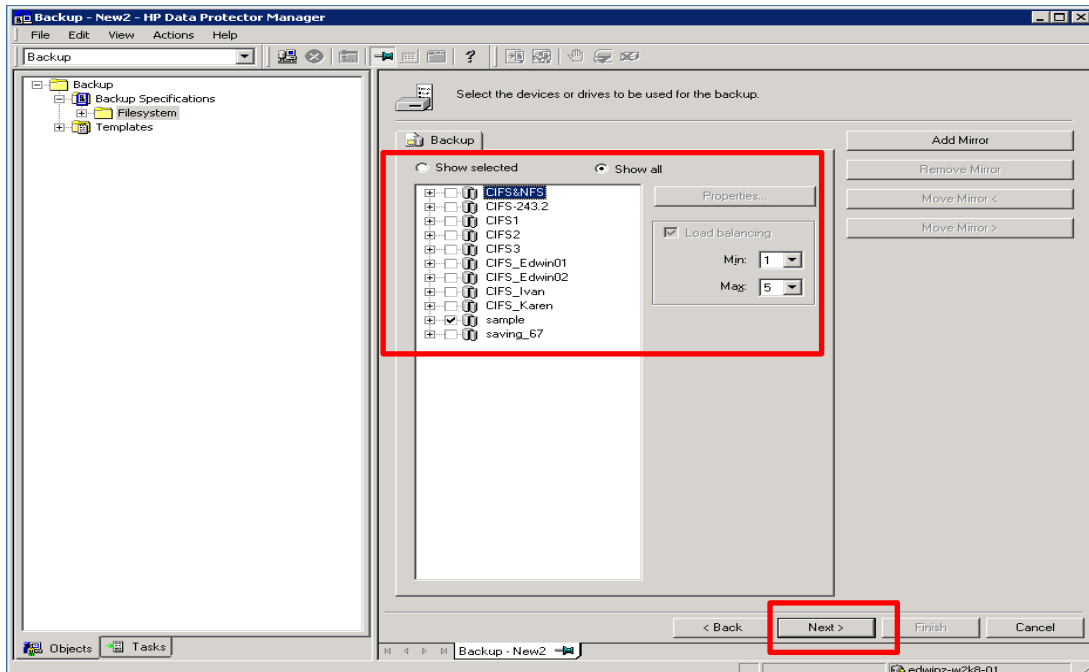 Backup - New2 - HP Data Protector Manager
File Edit View Actions Help
Backup
Backup
Backup Specifications
Filesystem
Templates
Select the devices or drives to be used for the backup.
Backup
Show selected Show all
CIFS&NFS
CIFS-243.2
CIFS1
CIFS2
CIFS3
CIFS_Edwin01
CIFS_Edwin02
CIFS_Ivan
CIFS_Karen
sample
saving_67
Properties...
Load balancing
Min: 1
Max: 5
Add Mirror
Remove Mirror
Move Mirror <
Move Mirror >
< Back Next > Finish Cancel
Objects Tasks
Backup - New2
edwinz-w2k8-01